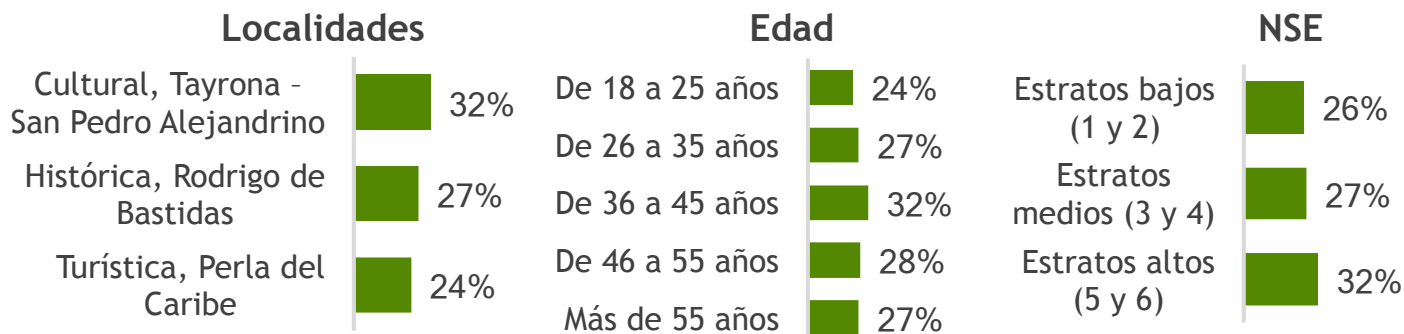 Localidades
Cultural, Tayrona –
San Pedro Alejandrino
32%
Histórica, Rodrigo de
Bastidas
27%
Turística, Perla del
Caribe
24%
Edad
De 18 a 25 años
24%
De 26 a 35 años
27%
De 36 a 45 años
32%
De 46 a 55 años
28%
Más de 55 años
27%
NSE
Estratos bajos
(1 y 2)
26%
Estratos
medios (3 y 4)
27%
Estratos altos
(5 y 6)
32%